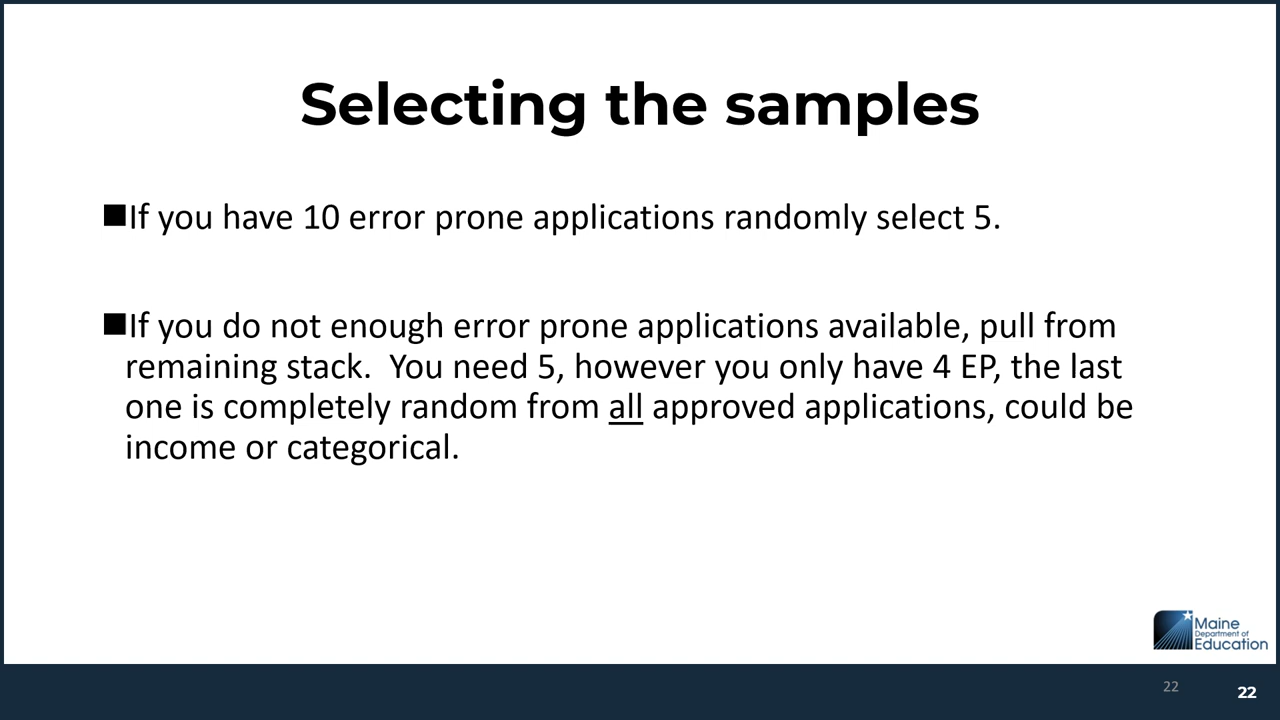 Selecting the samples
■If you have 10 error prone applications randomly select 5.
■If you do not enough error prone applications available, pull from
remaining stack.  You need 5, however you only have 4 EP, the last
one is completely random from all approved applications, could be
income or categorical.
Maine
Department of
Education
22
22